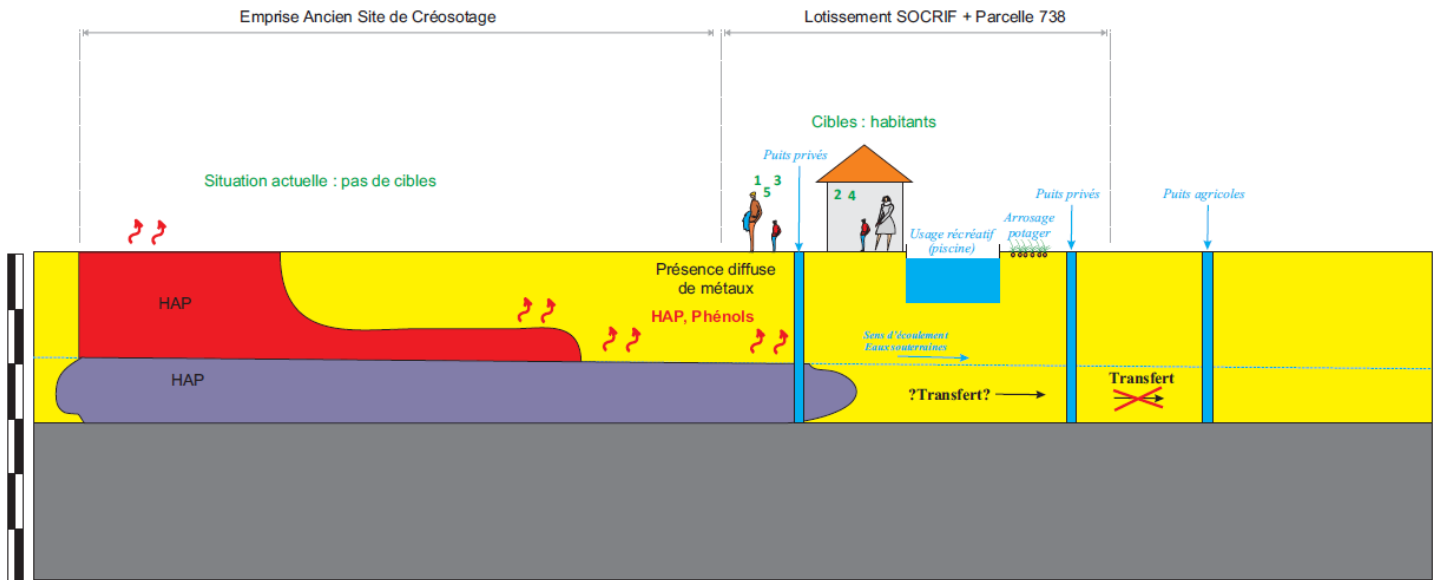 Emprise Ancien Site de Créosotage
Lotissement SOCRIF + Parcelle 738
Cibles : habitants
Situation actuelle : pas de cibles
Puits privés
1 3
5
2 4
Puits privés
Puits agricoles
Arrosage
potager
Usage récréatif
(piscine)
Présence diffuse
de métaux
HAP
HAP, Phénols
Sens d'écoulement
Eaux souterraines
HAP
?Transfert?
Transfert